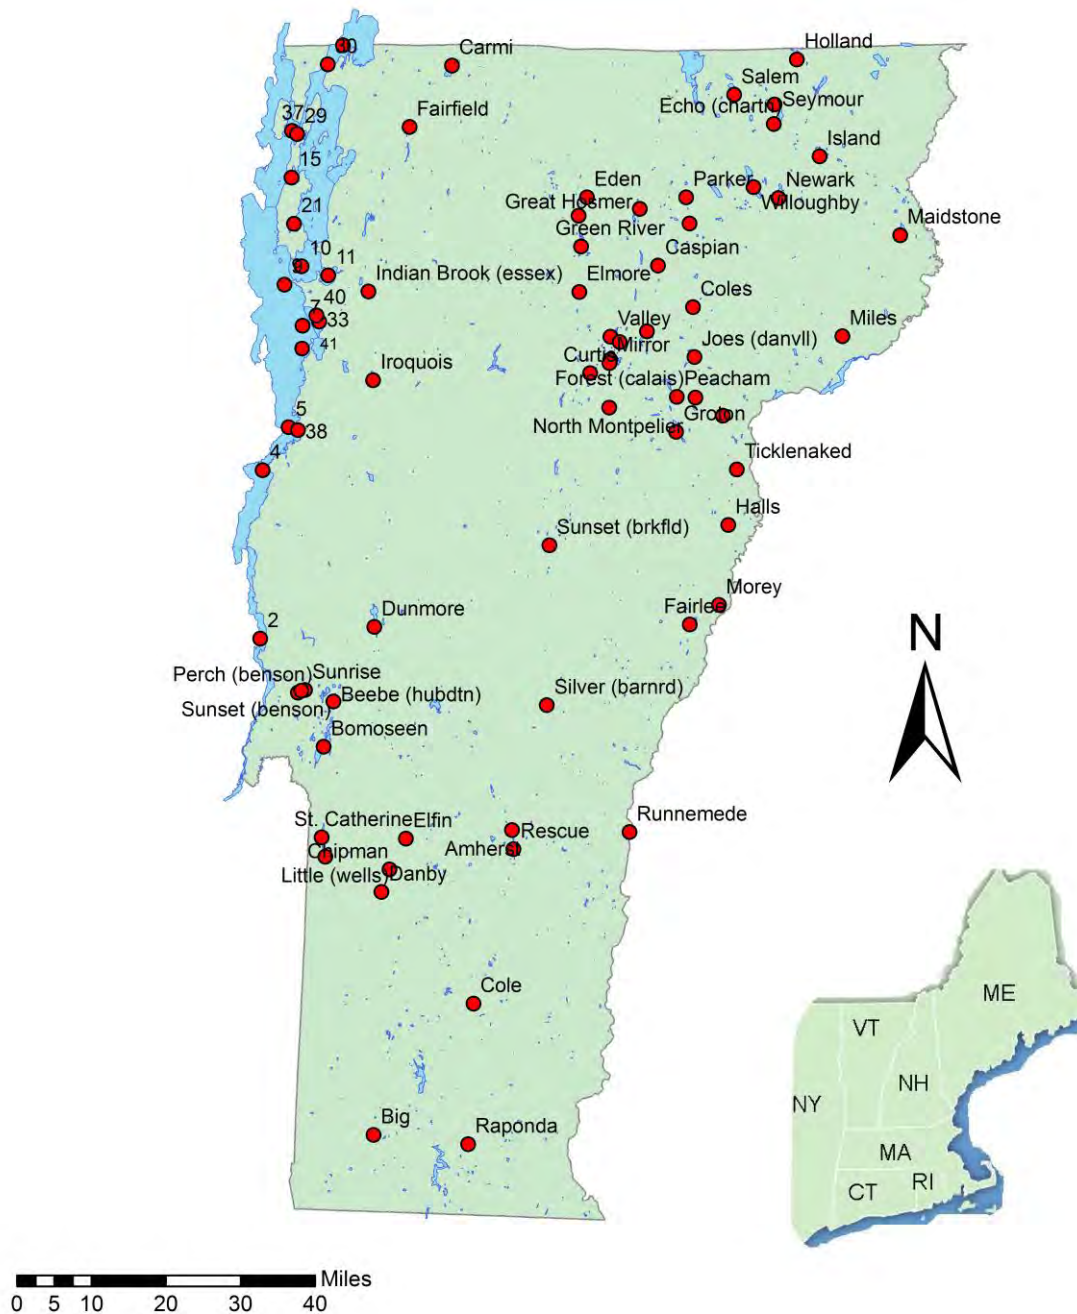 30
Carmi
Holland
Salem
Echo (chartn)
Seymour
37
29
Fairfield
Island
15
Eden
Parker
Newark
Great Hosmer
Willoughby
21
Green River
Maidstone
10
Caspian
9
11
Indian Brook (essex)
Elmore
40
Coles
7
33
Valley
Miles
41
Mirror
Joes (danvll)
Curtis
Iroquois
Forest (calais)
Peacham
5
Groton
38
North Montpelier
4
Ticklenaked
Halls
Sunset (brkfld)
Morey
Dunmore
Fairlee
2
N
Perch (benson)
Sunrise
Silver (barnrd)
Beebe (hubdtn)
Sunset (benson)
Bomoseen
St. Catherine
Elfin
Rescue
Runnemede
Chipman
Amherst
Little (wells)
Danby
Cole
ME
VT
NH
NY
Big
Raponda
MA
CT
RI
Miles
0 5 10 20 30 40